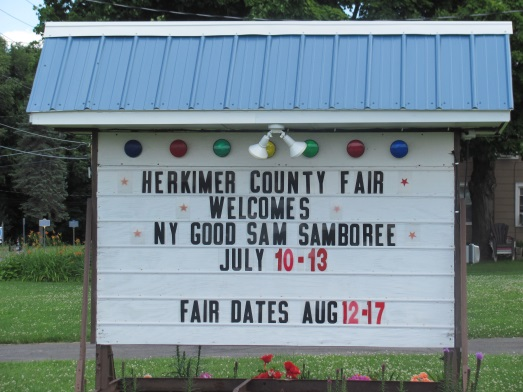 HERKIMER COUNTY FAIR
WELCOMES
NY GOOD SAM SAMBOREE
JULY 10-13
FAIR DATES AUG 12-17